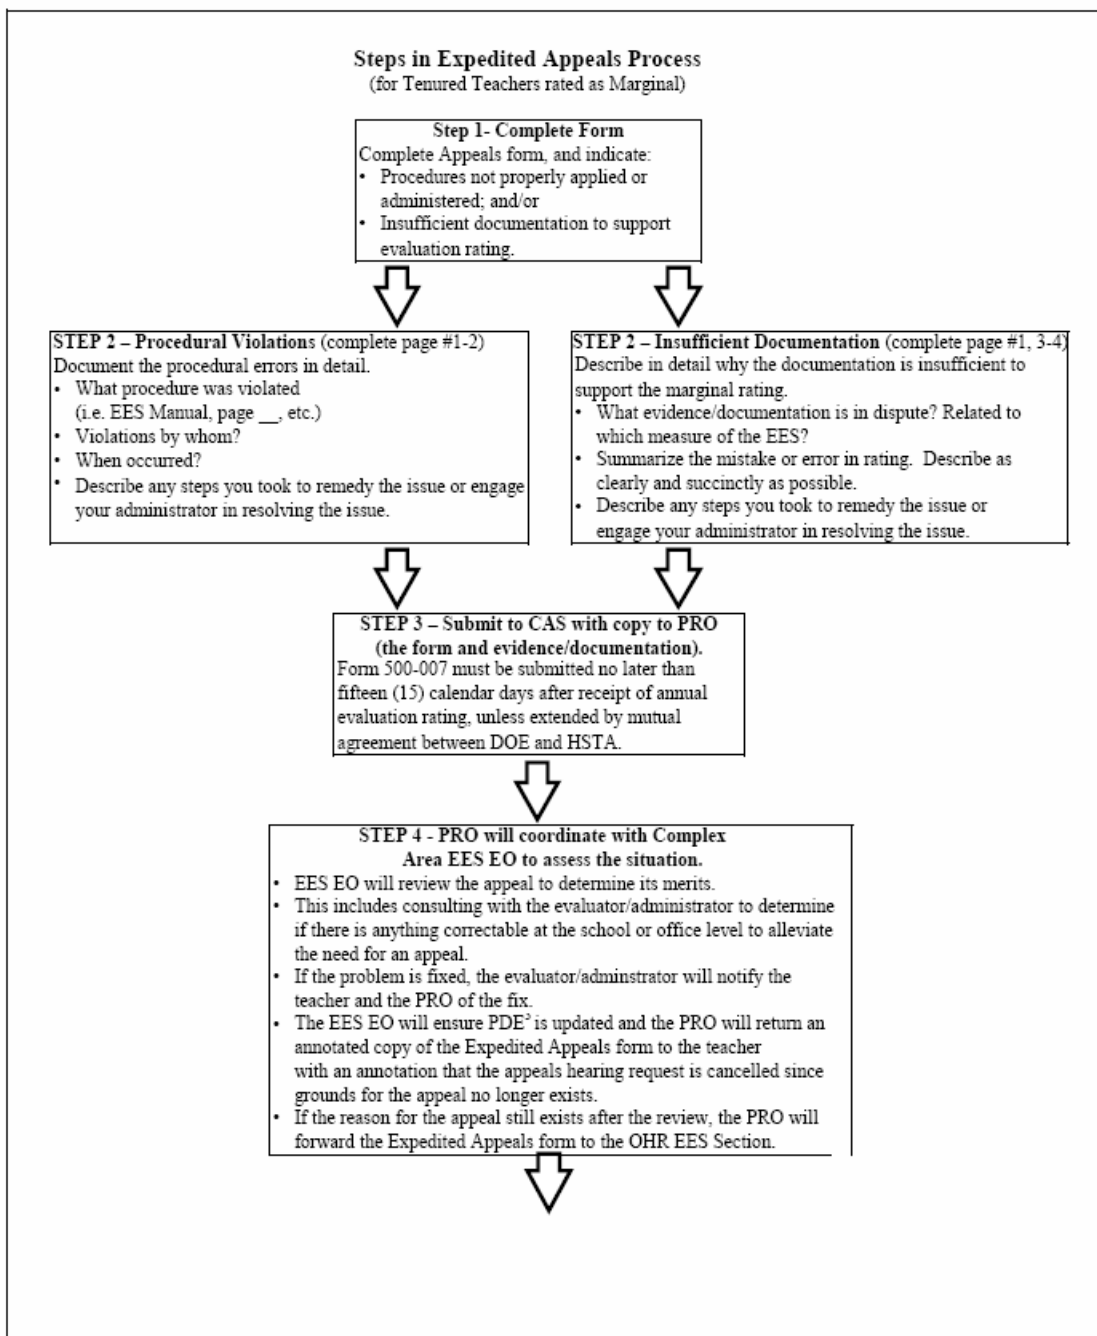 Steps in Expedited Appeals Process
(for Tenured Teachers rated as Marginal)
Step 1- Complete Form
Complete Appeals form, and indicate:
• Procedures not properly applied or
administered; and/or
• Insufficient documentation to support
evaluation rating.
STEP 2 – Procedural Violations (complete page #1-2)
Document the procedural errors in detail.
• What procedure was violated
(i.e. EES Manual, page __, etc.)
• Violations by whom?
• When occurred?
• Describe any steps you took to remedy the issue or engage
your administrator in resolving the issue.
STEP 2 – Insufficient Documentation (complete page #1, 3-4)
Describe in detail why the documentation is insufficient to
support the marginal rating.
• What evidence/documentation is in dispute? Related to
which measure of the EES?
• Summarize the mistake or error in rating. Describe as
clearly and succinctly as possible.
• Describe any steps you took to remedy the issue or
engage your administrator in resolving the issue.
STEP 3 – Submit to CAS with copy to PRO
(the form and evidence/documentation).
Form 500-007 must be submitted no later than
fifteen (15) calendar days after receipt of annual
evaluation rating, unless extended by mutual
agreement between DOE and HSTA.
STEP 4 - PRO will coordinate with Complex
Area EES EO to assess the situation.
• EES EO will review the appeal to determine its merits.
• This includes consulting with the evaluator/administrator to determine
if there is anything correctable at the school or office level to alleviate
the need for an appeal.
• If the problem is fixed, the evaluator/adminstrator will notify the
teacher and the PRO of the fix.
• The EES EO will ensure PDE³ is updated and the PRO will return an
annotated copy of the Expedited Appeals form to the teacher
with an annotation that the appeals hearing request is cancelled since
grounds for the appeal no longer exists.
• If the reason for the appeal still exists after the review, the PRO will
forward the Expedited Appeals form to the OHR EES Section.